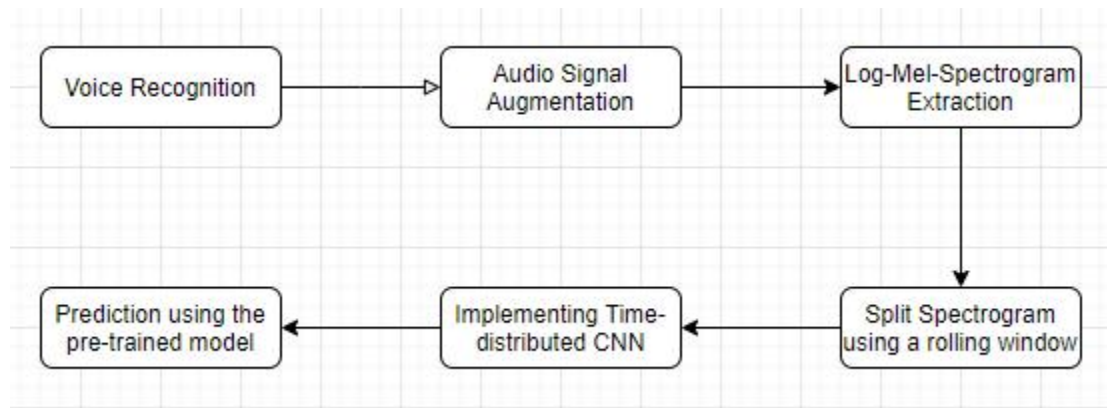 Voice Recognition
Audio Signal
Augmentation
Log-Mel-Spectrogram
Extraction
Prediction using the
pre-trained model
Implementing Time-
distributed CNN
Split Spectrogram
using a rolling window